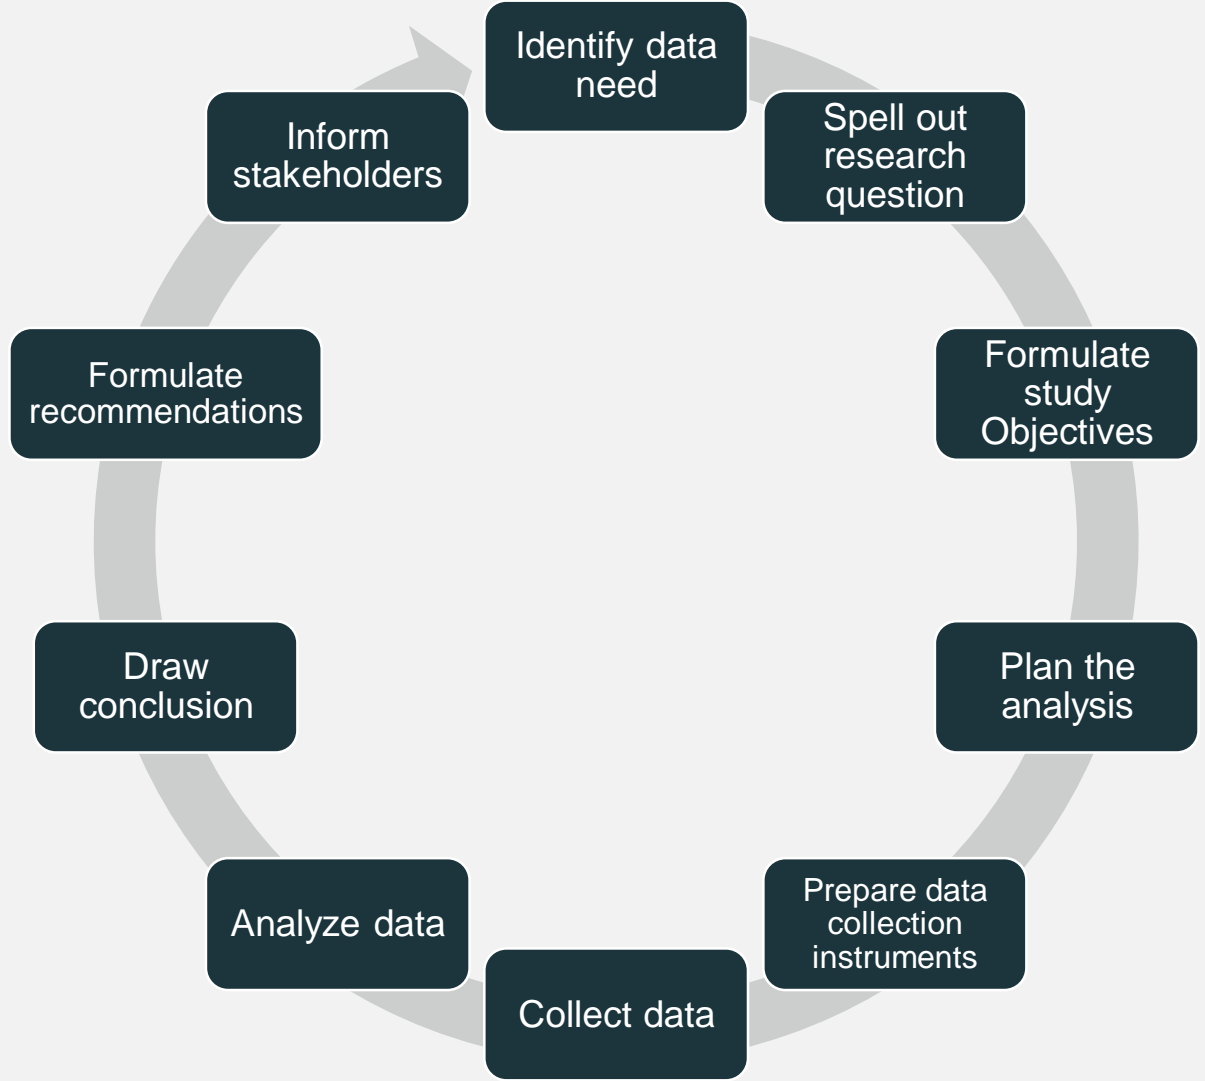 Identify data
need
Spell out
research
question
Formulate
study
Objectives
Plan the
analysis
Prepare data
collection
instruments
Collect data
Analyze data
Draw
conclusion
Formulate
recommendations
Inform
stakeholders